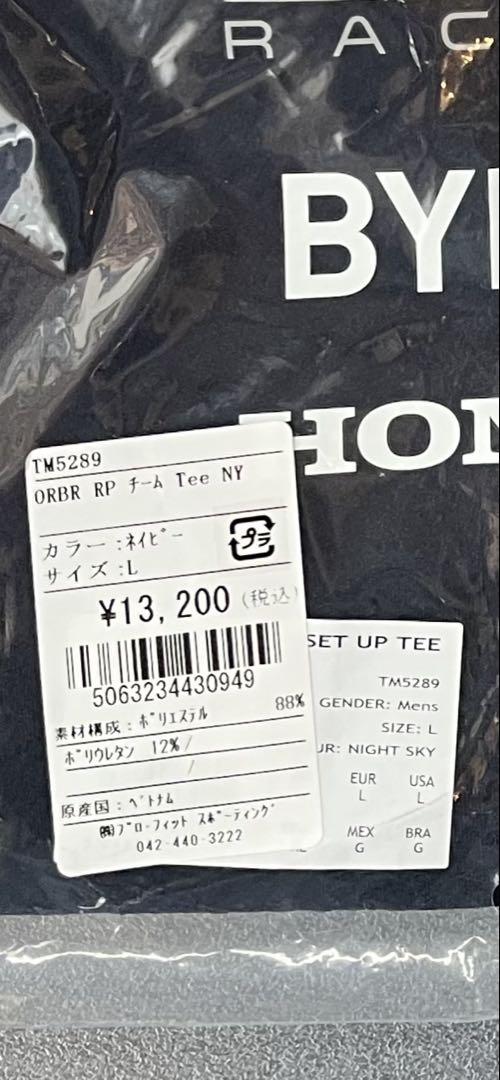 RAC
BY
HON
TM5289
ORBR RP チーム Tee NY
カラー:ネイビー
プラ
サイズ:L
¥13,200(税込)
5063234430949
素材構成:ポリエステル 88%
ポリウレタン 12%/
/
原産国:ベトナム
㈱プローフィット スポーティング
042-440-3222
SET UP TEE
TM5289
GENDER: Mens
SIZE: L
UR: NIGHT SKY
EUR USA
L L
MEX BRA
G G